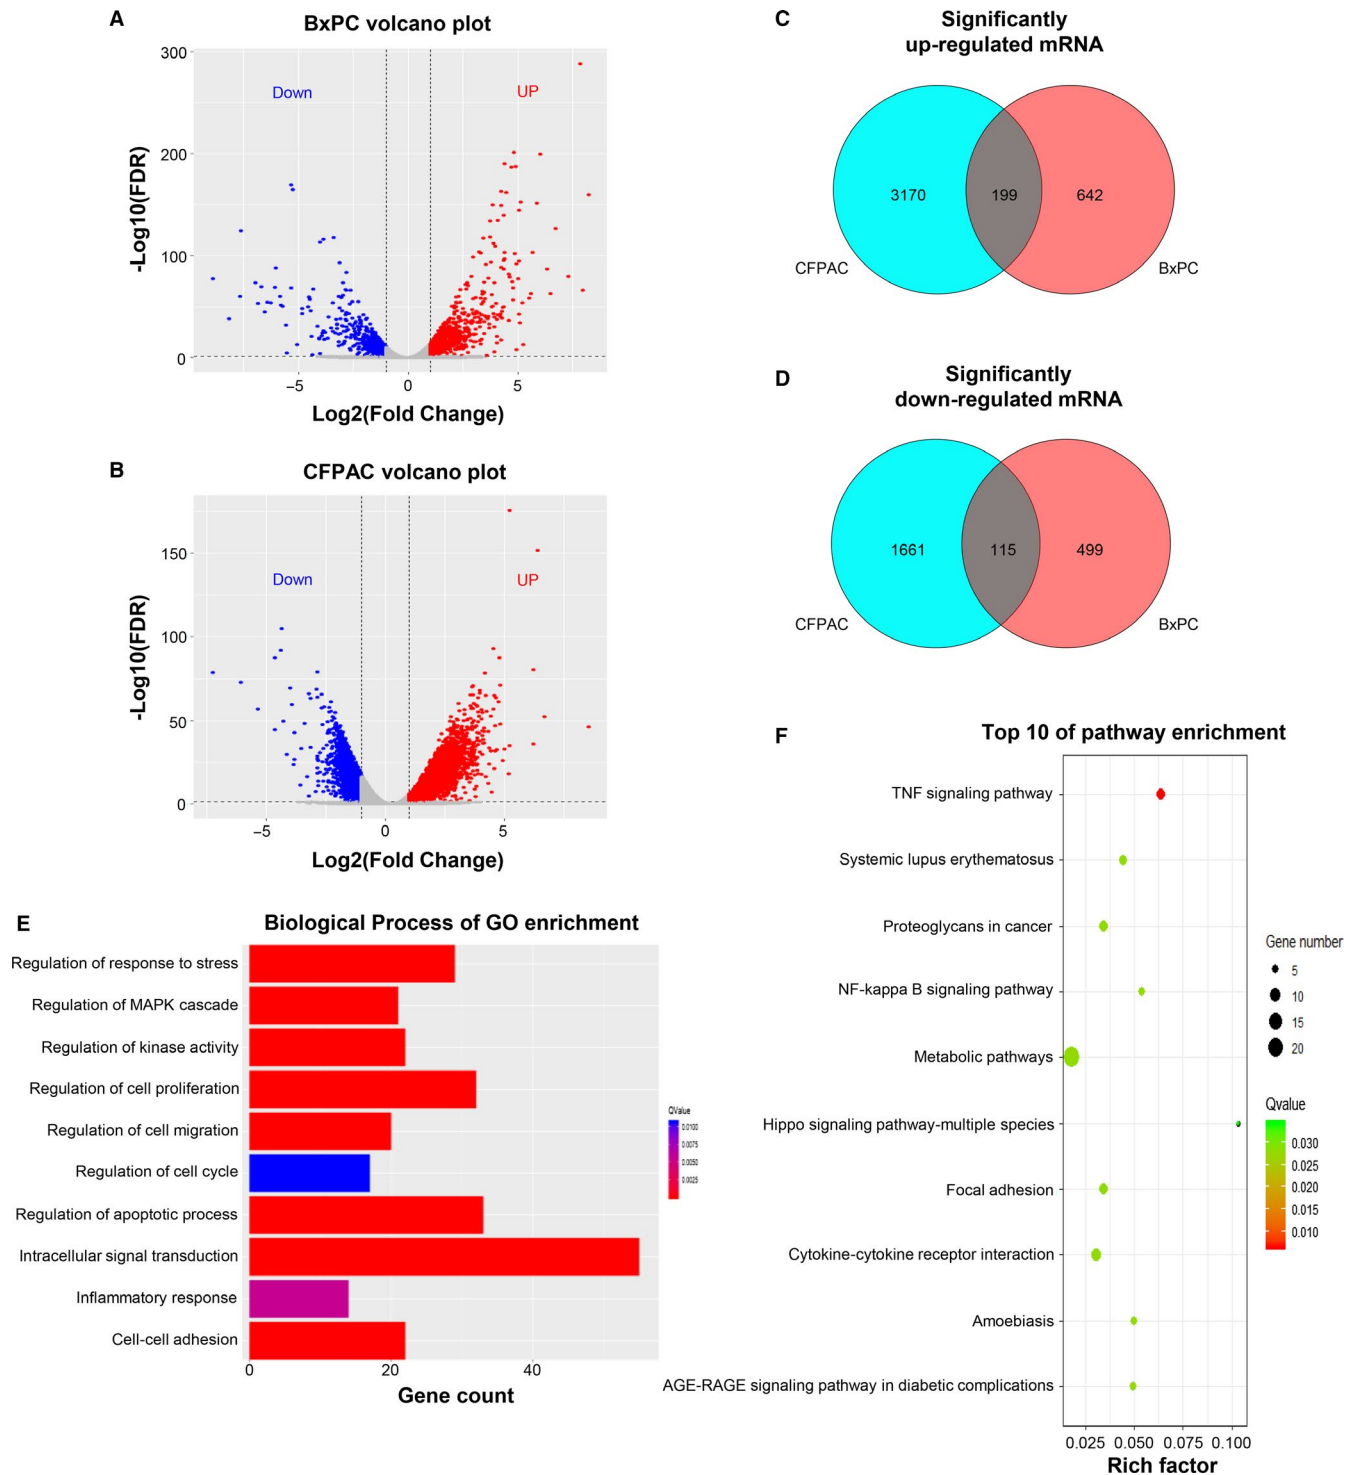 A
BxPC volcano plot
300
200
100
0
Down
UP
-Log10(FDR)
−5
0
5
Log2(Fold Change)
B
CFPAC volcano plot
150
100
50
0
Down
UP
-Log10(FDR)
−5
0
5
Log2(Fold Change)
C
Significantly
up-regulated mRNA
3170
199
642
CFPAC
BxPC
D
Significantly
down-regulated mRNA
1661
115
499
CFPAC
BxPC
E
Biological Process of GO enrichment
Regulation of response to stress
Regulation of MAPK cascade
Regulation of kinase activity
Regulation of cell proliferation
Regulation of cell migration
Regulation of cell cycle
Regulation of apoptotic process
Intracellular signal transduction
Inflammatory response
Cell-cell adhesion
0
20
40
Gene count
QValue
0.0100
0.0075
0.0050
0.0025
F
Top 10 of pathway enrichment
TNF signaling pathway
Systemic lupus erythematosus
Proteoglycans in cancer
NF-kappa B signaling pathway
Metabolic pathways
Hippo signaling pathway-multiple species
Focal adhesion
Cytokine-cytokine receptor interaction
Amoebiasis
AGE-RAGE signaling pathway in diabetic complications
0.025 0.050 0.075 0.100
Rich factor
Gene number
5
10
15
20
Qvalue
0.030
0.025
0.020
0.015
0.010